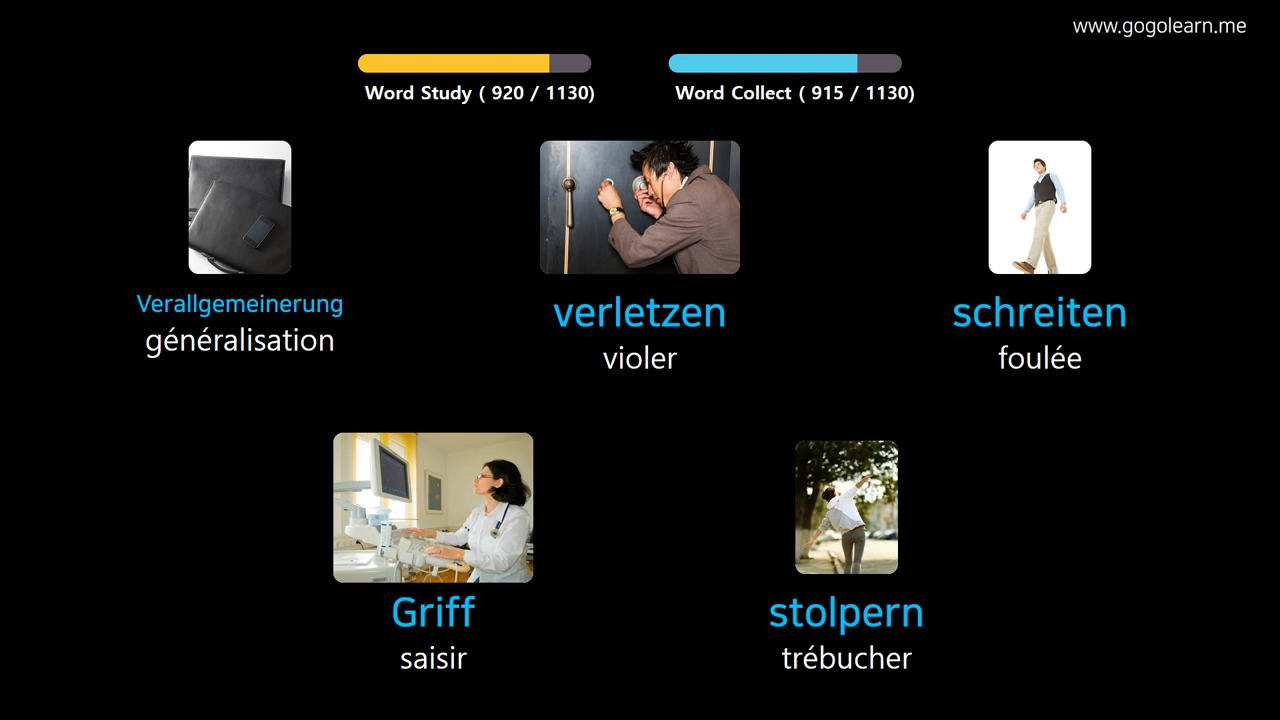 www.gogolearn.me
Word Study ( 920 / 1130)
Word Collect ( 915 / 1130)
Verallgemeinerung
généralisation
verletzen
violer
schreiten
foulée
Griff
saisir
stolpern
trébucher